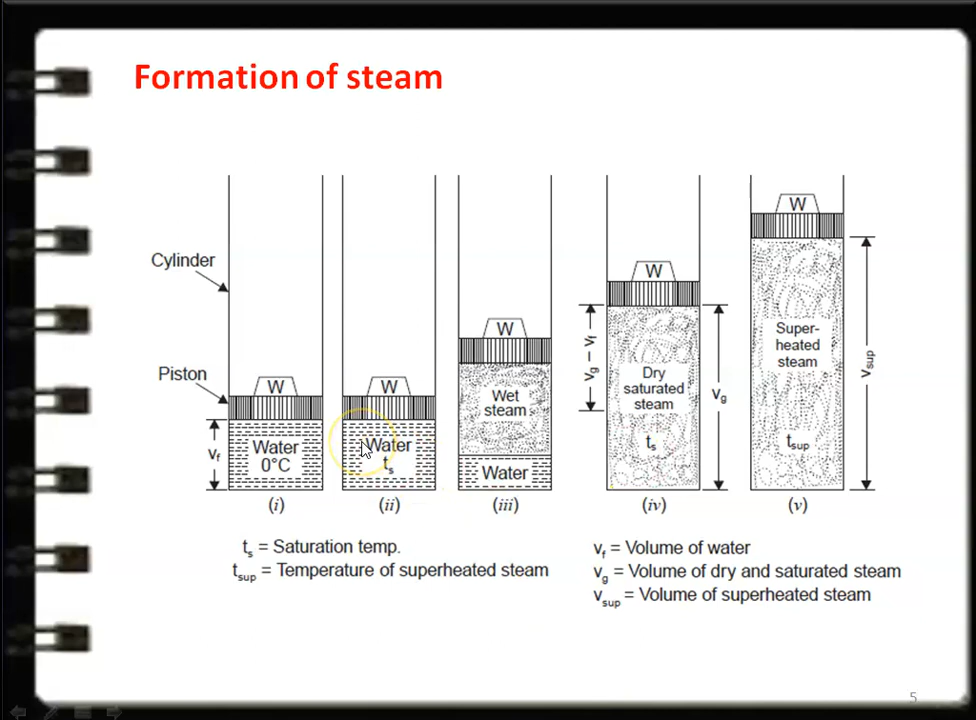 Formation of steam
W
W
W
W
W
Cylinder
Piston
Water
0°C
Water
ts
Wet
steam
Water
Dry
saturated
steam
ts
Super-
heated
steam
tsup
vf
vg – vf
vg
vsup
(i)
(ii)
(iii)
(iv)
(v)
ts = Saturation temp.
tsup = Temperature of superheated steam
vf = Volume of water
vg = Volume of dry and saturated steam
vsup = Volume of superheated steam
5